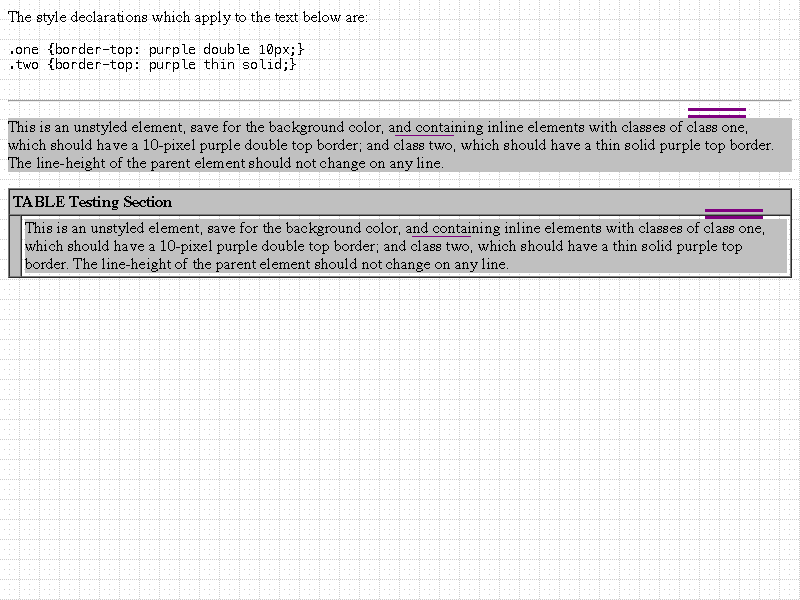 The style declarations which apply to the text below are:
.one {border-top: purple double 10px;}
.two {border-top: purple thin solid;}
This is an unstyled element, save for the background color, and containing inline elements with classes of class one,
which should have a 10-pixel purple double top border; and class two, which should have a thin solid purple top border.
The line-height of the parent element should not change on any line.
TABLE Testing Section
This is an unstyled element, save for the background color, and containing inline elements with classes of class one,
which should have a 10-pixel purple double top border; and class two, which should have a thin solid purple top
border. The line-height of the parent element should not change on any line.